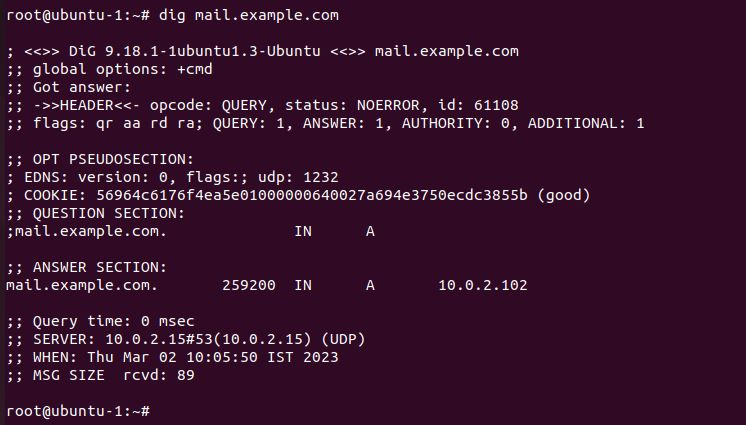 root@ubuntu-1:~# dig mail.example.com
; <<>> DiG 9.18.1-1ubuntu1.3-Ubuntu <<>> mail.example.com
;; global options: +cmd
;; Got answer:
;; ->>HEADER<<- opcode: QUERY, status: NOERROR, id: 61108
;; flags: qr aa rd ra; QUERY: 1, ANSWER: 1, AUTHORITY: 0, ADDITIONAL: 1
;; OPT PSEUDOSECTION:
; EDNS: version: 0, flags:; udp: 1232
; COOKIE: 56964c6176f4ea5e01000000640027a694e3750ecdc3855b (good)
;; QUESTION SECTION:
;mail.example.com. IN A
;; ANSWER SECTION:
mail.example.com. 259200 IN A 10.0.2.102
;; Query time: 0 msec
;; SERVER: 10.0.2.15#53(10.0.2.15) (UDP)
;; WHEN: Thu Mar 02 10:05:50 IST 2023
;; MSG SIZE rcvd: 89
root@ubuntu-1:~#